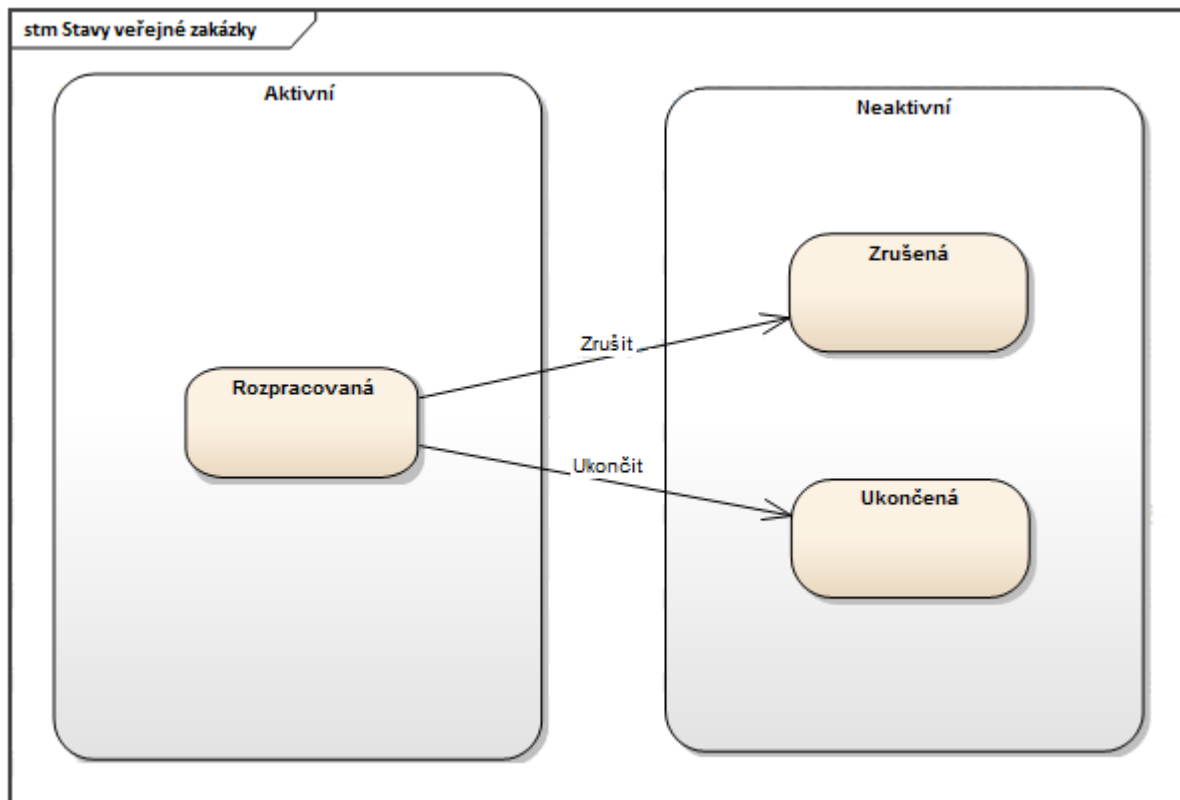 stm Stavy veřejné zakázky
Aktivní
Neaktivní
Zrušená
Zrušit
Rozpracovaná
Ukončit
Ukončená